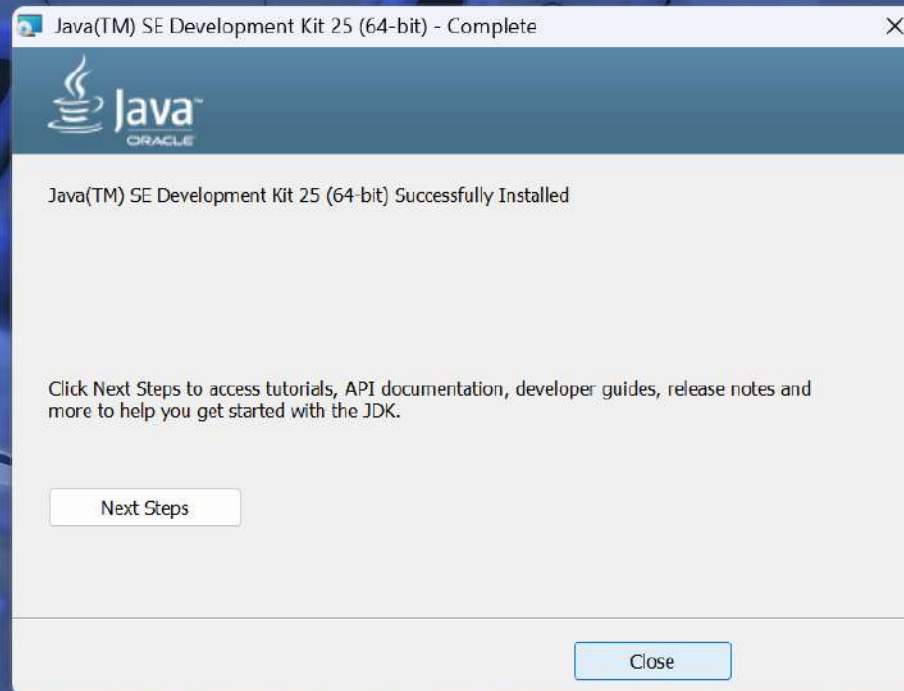 Java(TM) SE Development Kit 25 (64-bit) - Complete
Java™
ORACLE
Java(TM) SE Development Kit 25 (64-bit) Successfully Installed
Click Next Steps to access tutorials, API documentation, developer guides, release notes and
more to help you get started with the JDK.
Next Steps
Close